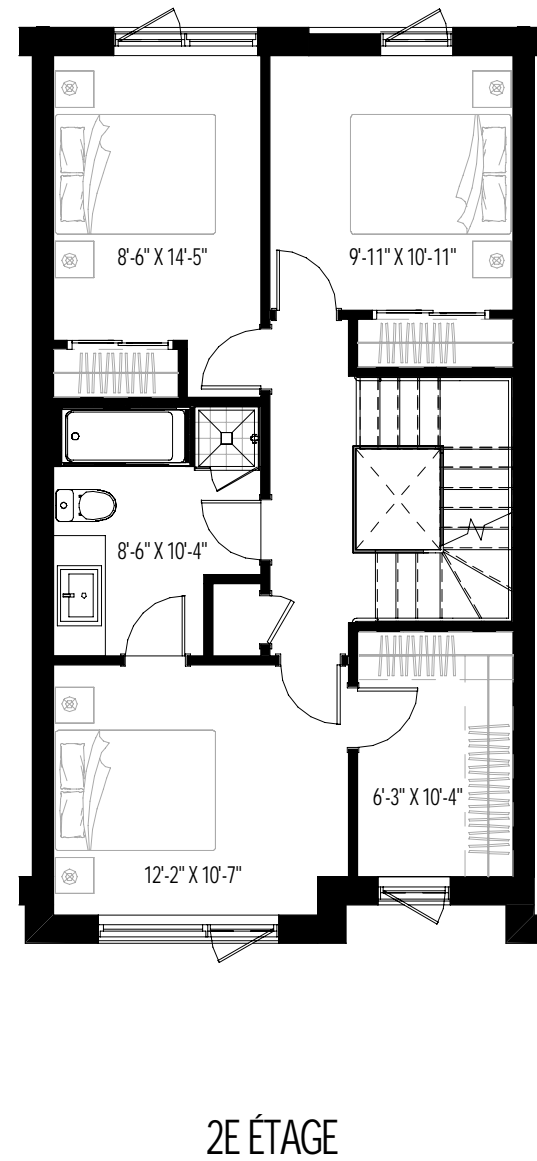 8'-6" X 14'-5"
9'-11" X 10'-11"
8'-6" X 10'-4"
6'-3" X 10'-4"
12'-2" X 10'-7"
2E ÉTAGE